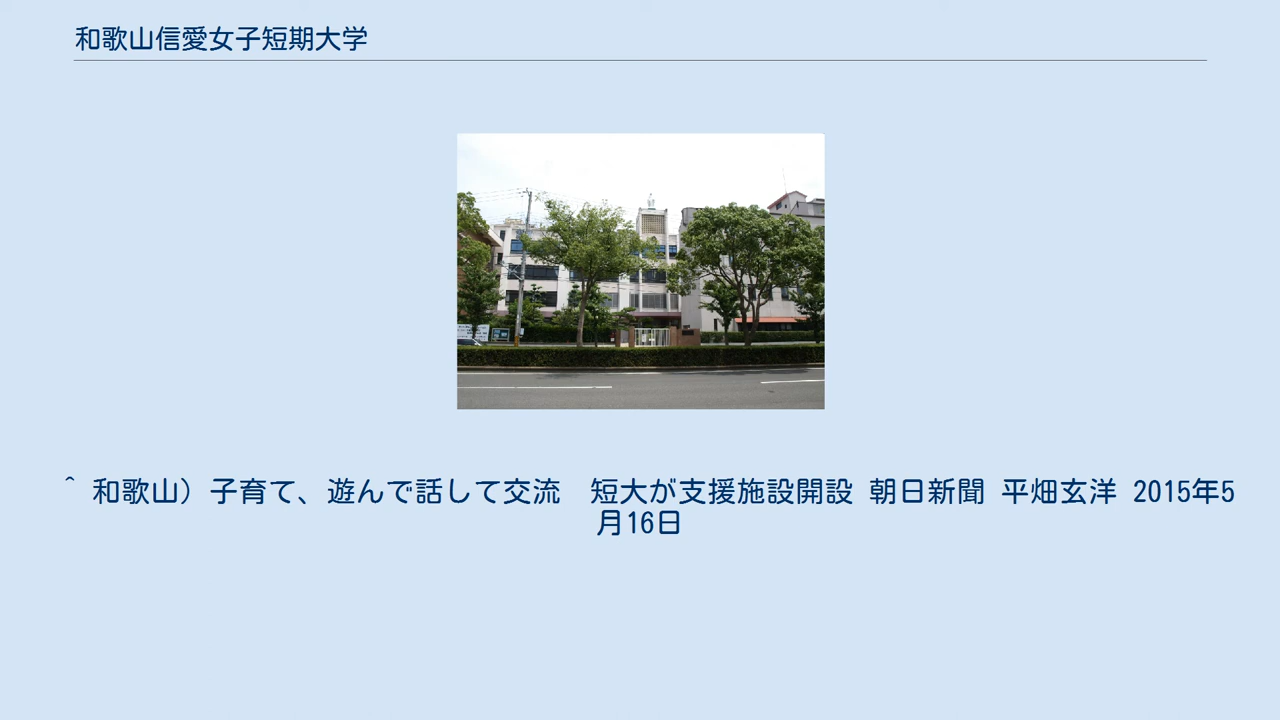 和歌山信愛女子短期大学
^ 和歌山）子育て、遊んで話して交流　短大が支援施設開設 朝日新聞 平畑玄洋 2015年5
月16日